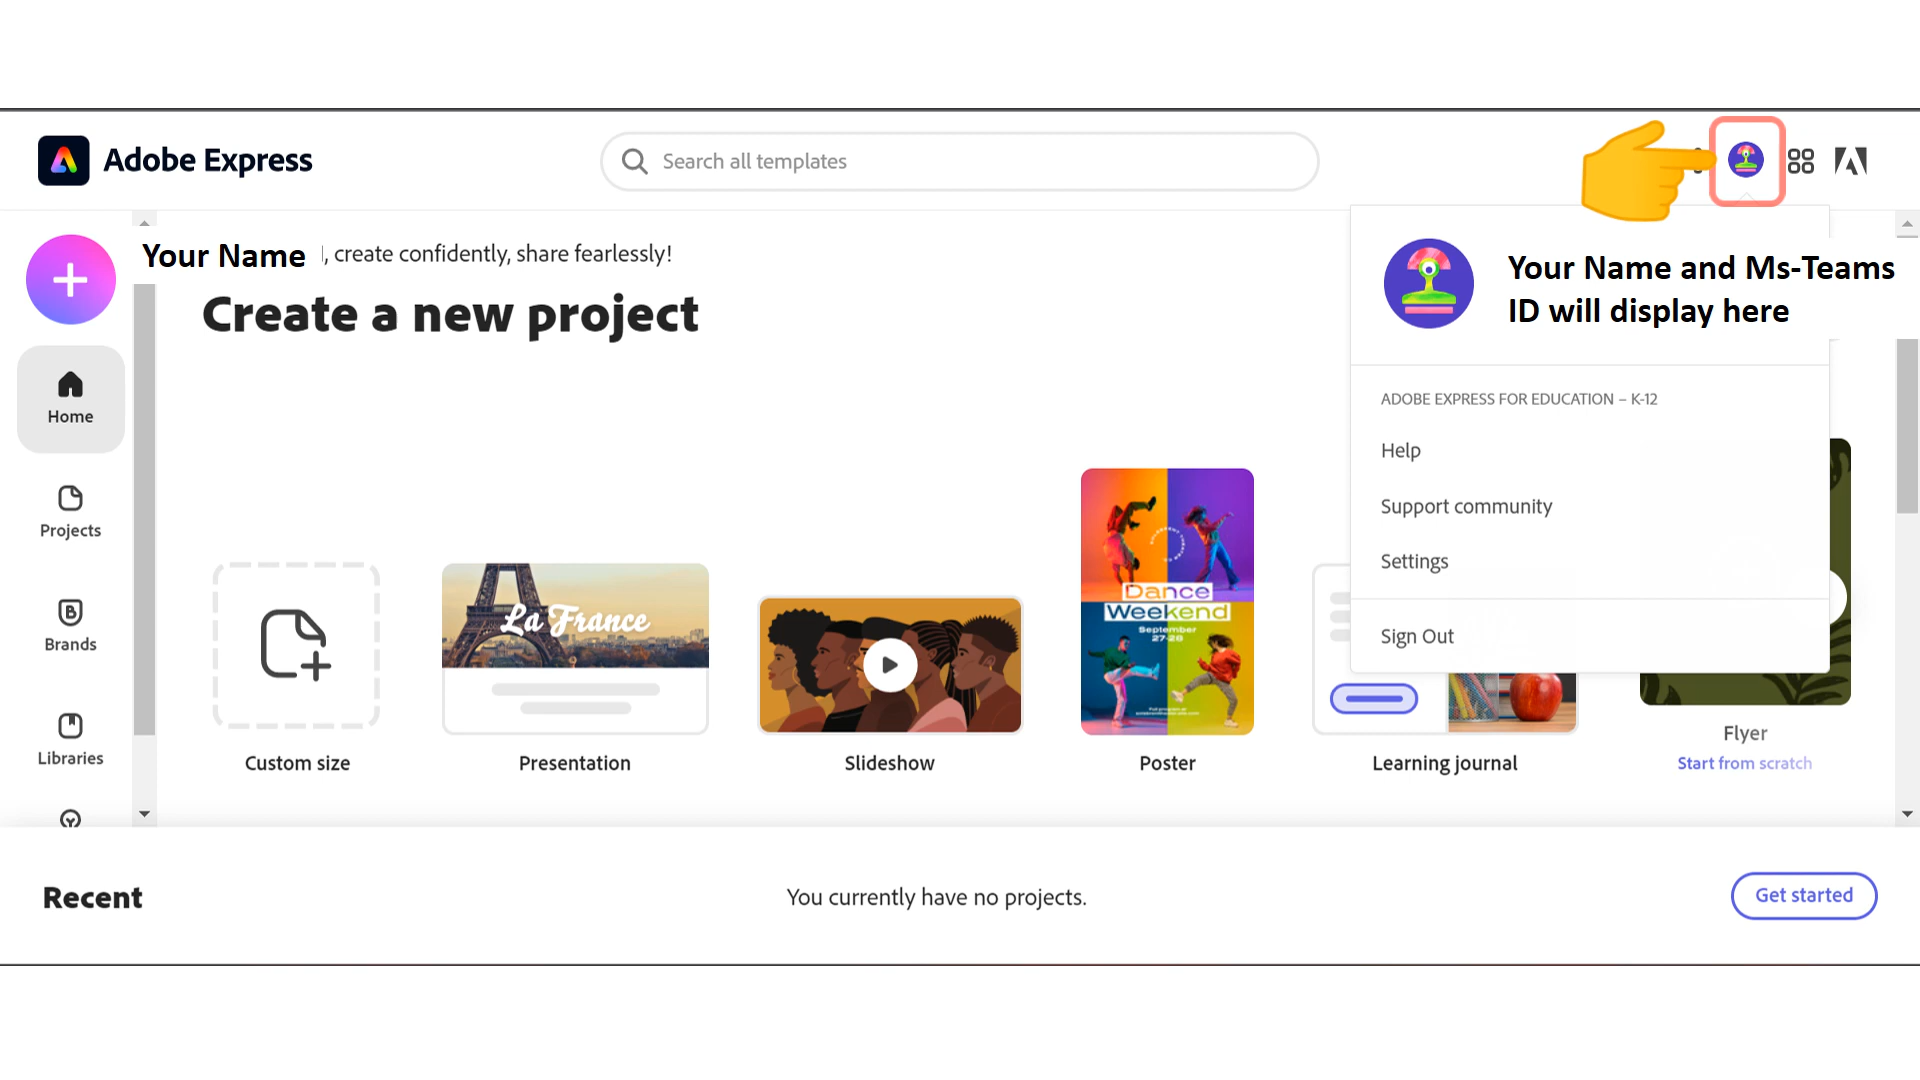 Adobe Express
Search all templates
Your Name , create confidently, share fearlessly!
Create a new project
Your Name and Ms-Teams
ID will display here
ADOBE EXPRESS FOR EDUCATION – K-12
Help
Support community
Settings
Sign Out
Home
Projects
Brands
Libraries
La France
Dance
Weekend
September
27-28
Custom size
Presentation
Slideshow
Poster
Learning journal
Flyer
Start from scratch
Recent
You currently have no projects.
Get started